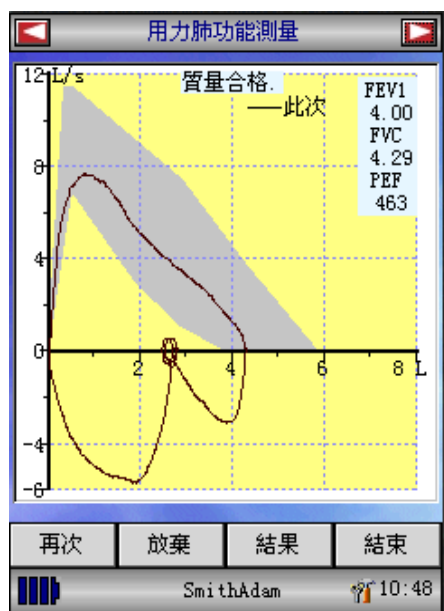 用力肺功能測量
12 L/s
質量合格.
此次
FEV1
4.00
FVC
4.29
PEF
463
8
4
0
2 4 6 8 L
-4
-6
再次 放棄 結果 結束
SmithAdam 10:48